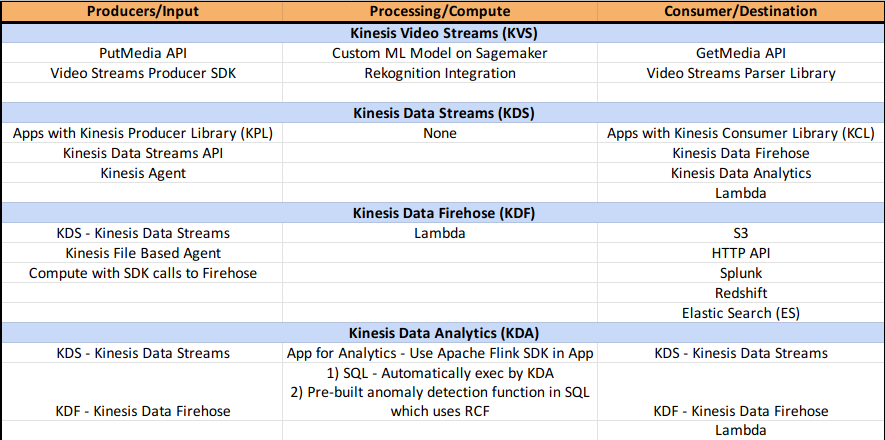 Producers/Input Processing/Compute Consumer/Destination
Kinesis Video Streams (KVS)
PutMedia API Custom ML Model on Sagemaker GetMedia API
Video Streams Producer SDK Rekognition Integration Video Streams Parser Library
Kinesis Data Streams (KDS)
Apps with Kinesis Producer Library (KPL) None Apps with Kinesis Consumer Library (KCL)
Kinesis Data Streams API Kinesis Data Firehose
Kinesis Agent Kinesis Data Analytics
Lambda
Kinesis Data Firehose (KDF)
KDS - Kinesis Data Streams Lambda S3
Kinesis File Based Agent HTTP API
Compute with SDK calls to Firehose Splunk
Redshift
Elastic Search (ES)
Kinesis Data Analytics (KDA)
KDS - Kinesis Data Streams App for Analytics - Use Apache Flink SDK in App KDS - Kinesis Data Streams
1) SQL - Automatically exec by KDA
2) Pre-built anomaly detection function in SQL
KDF - Kinesis Data Firehose which uses RCF KDF - Kinesis Data Firehose
Lambda